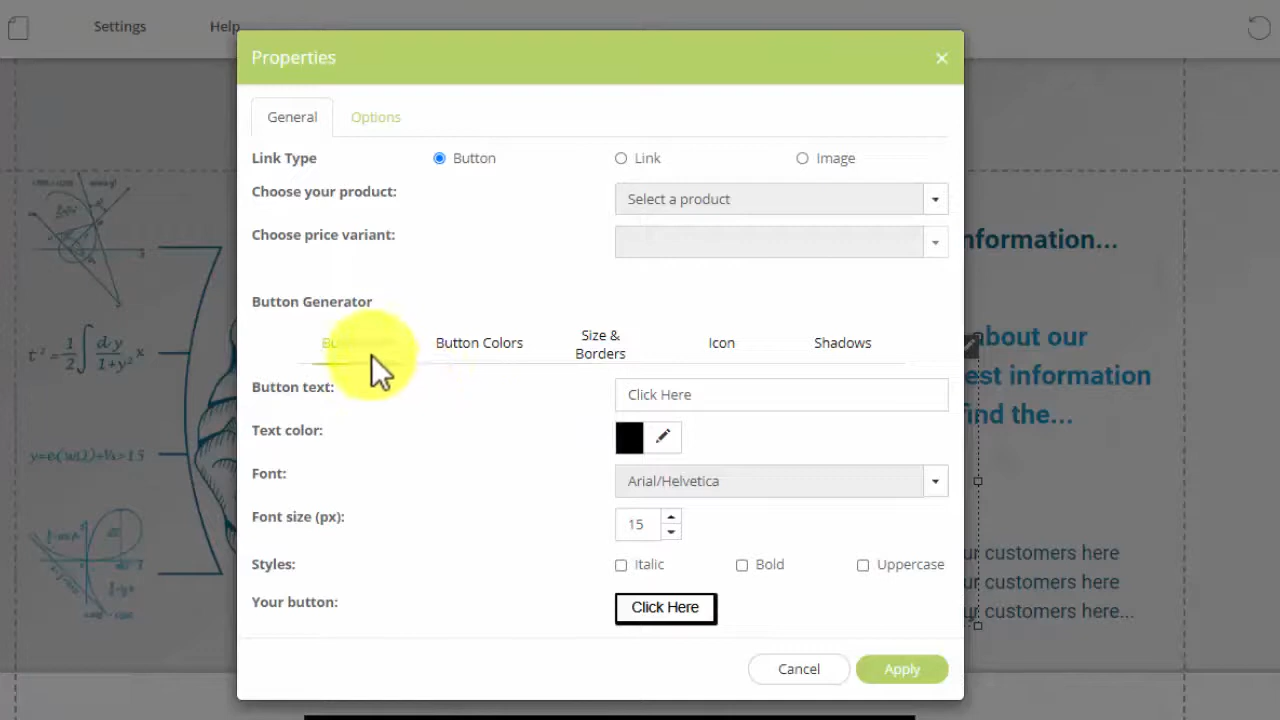 Settings Help
Properties
×
General Options
Link Type Button Link Image
Choose your product: Select a product
Choose price variant:
Button Generator
Button Colors Size & Borders Icon Shadows
Button text: Click Here
Text color:
Font: Arial/Helvetica
Font size (px): 15
Styles: Italic Bold Uppercase
Your button: Click Here
Cancel Apply
nformation...
about our
est information
find the...
ur customers here
ur customers here
ur customers here...